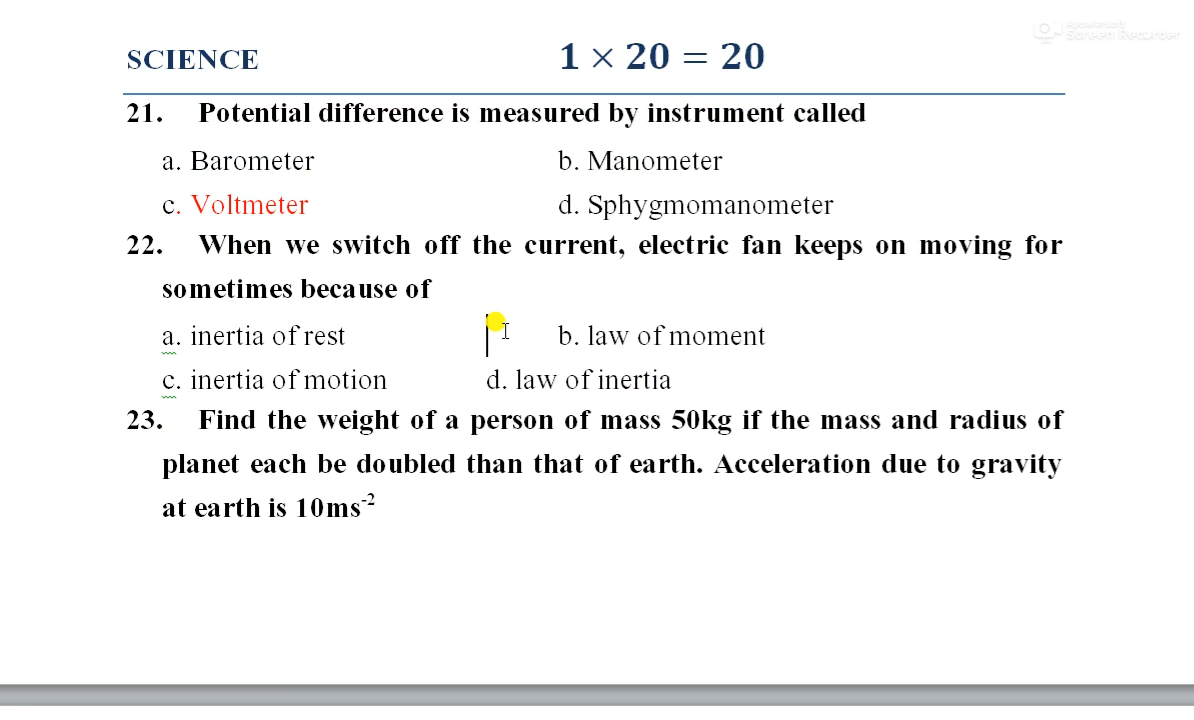 Apowersoft
Screen Recorder
SCIENCE 1 × 20 = 20
21. Potential difference is measured by instrument called
a. Barometer b. Manometer
c. Voltmeter d. Sphygmomanometer
22. When we switch off the current, electric fan keeps on moving for
sometimes because of
a. inertia of rest b. law of moment
c. inertia of motion d. law of inertia
23. Find the weight of a person of mass 50kg if the mass and radius of
planet each be doubled than that of earth. Acceleration due to gravity
at earth is 10ms⁻²